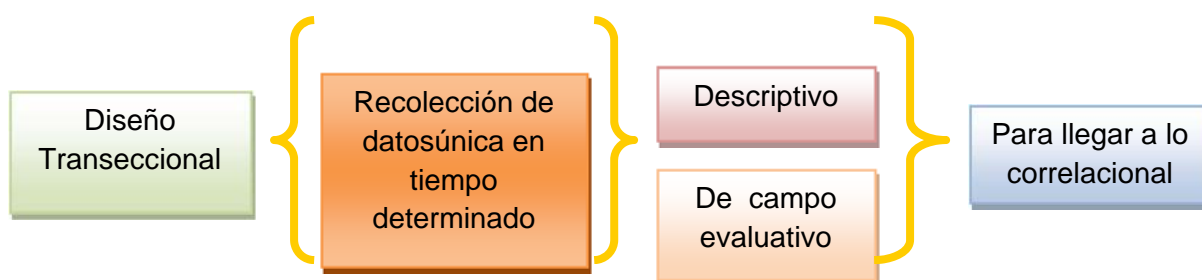 Diseño
Transeccional
Recolección de
datosúnica en
tiempo
determinado
Descriptivo
De campo
evaluativo
Para llegar a lo
correlacional